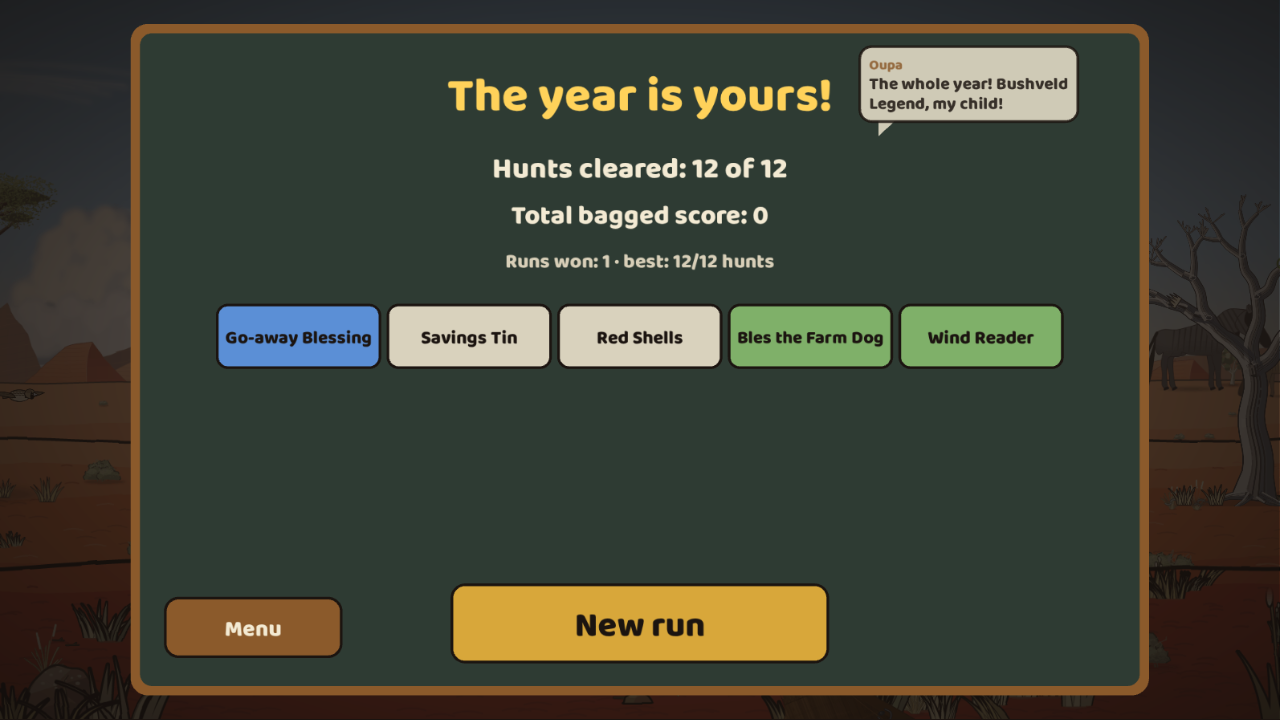 The year is yours!
Oupa
The whole year! Bushveld
Legend, my child!
Hunts cleared: 12 of 12
Total bagged score: 0
Runs won: 1 · best: 12/12 hunts
Go-away Blessing
Savings Tin
Red Shells
Bles the Farm Dog
Wind Reader
Menu
New run